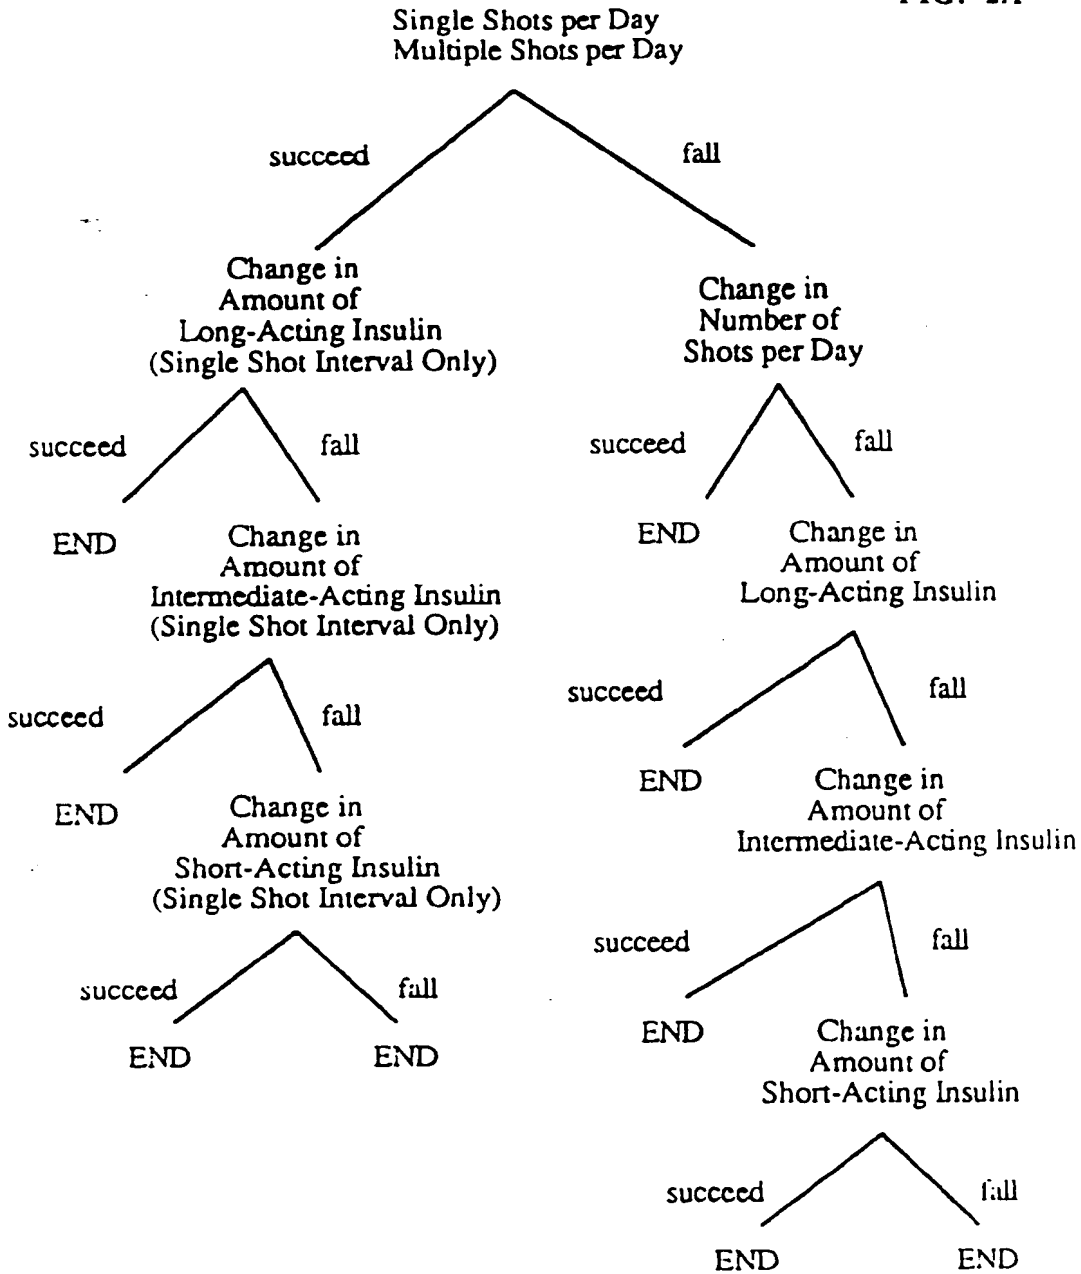 Single Shots per Day
Multiple Shots per Day
succeed
fall
Change in
Amount of
Long-Acting Insulin
(Single Shot Interval Only)
Change in
Number of
Shots per Day
succeed
fall
succeed
fall
END
Change in
Amount of
Intermediate-Acting Insulin
(Single Shot Interval Only)
END
Change in
Amount of
Long-Acting Insulin
succeed
fall
succeed
fall
END
Change in
Amount of
Short-Acting Insulin
(Single Shot Interval Only)
END
Change in
Amount of
Intermediate-Acting Insulin
succeed
fall
succeed
fall
END
END
END
Change in
Amount of
Short-Acting Insulin
succeed
fall
END
END